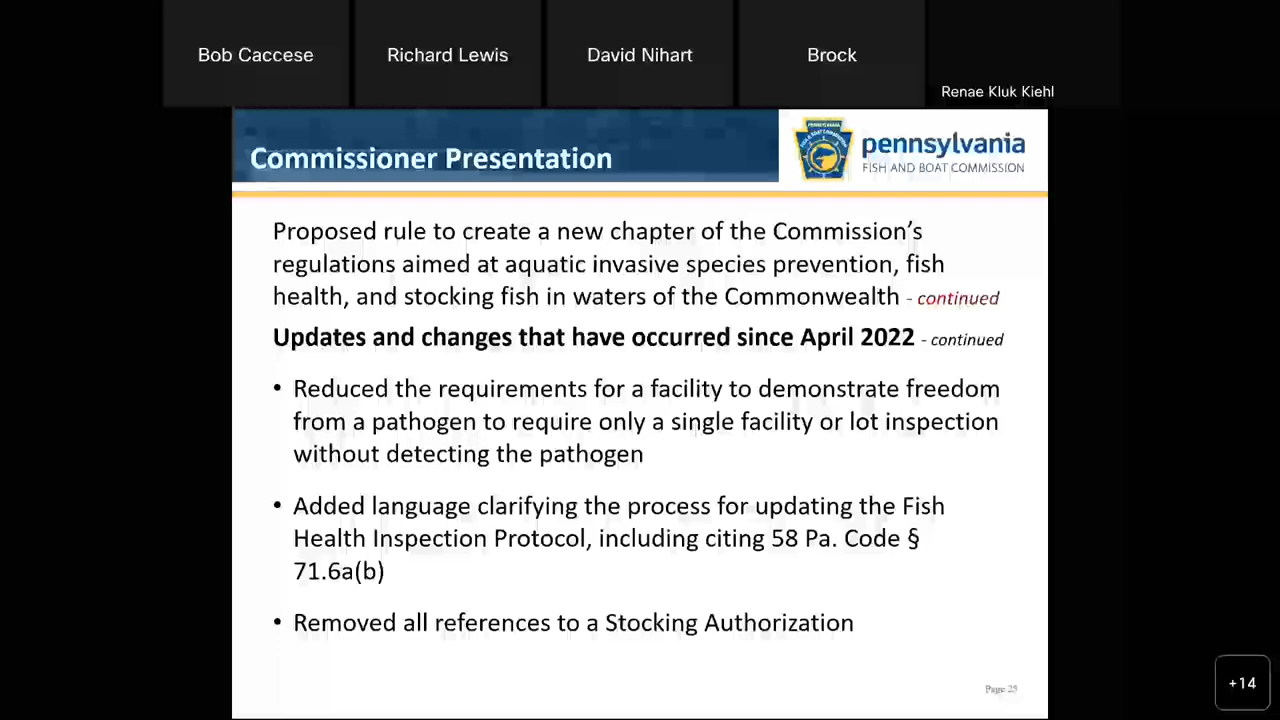 Bob Caccese
Richard Lewis
David Nihart
Brock
Renae Kluk Kiehl
Commissioner Presentation
pennsylvania
FISH AND BOAT COMMISSION
Proposed rule to create a new chapter of the Commission's
regulations aimed at aquatic invasive species prevention, fish
health, and stocking fish in waters of the Commonwealth - continued
Updates and changes that have occurred since April 2022 - continued
• Reduced the requirements for a facility to demonstrate freedom
from a pathogen to require only a single facility or lot inspection
without detecting the pathogen
• Added language clarifying the process for updating the Fish
Health Inspection Protocol, including citing 58 Pa. Code §
71.6a(b)
• Removed all references to a Stocking Authorization
Page 25
+14